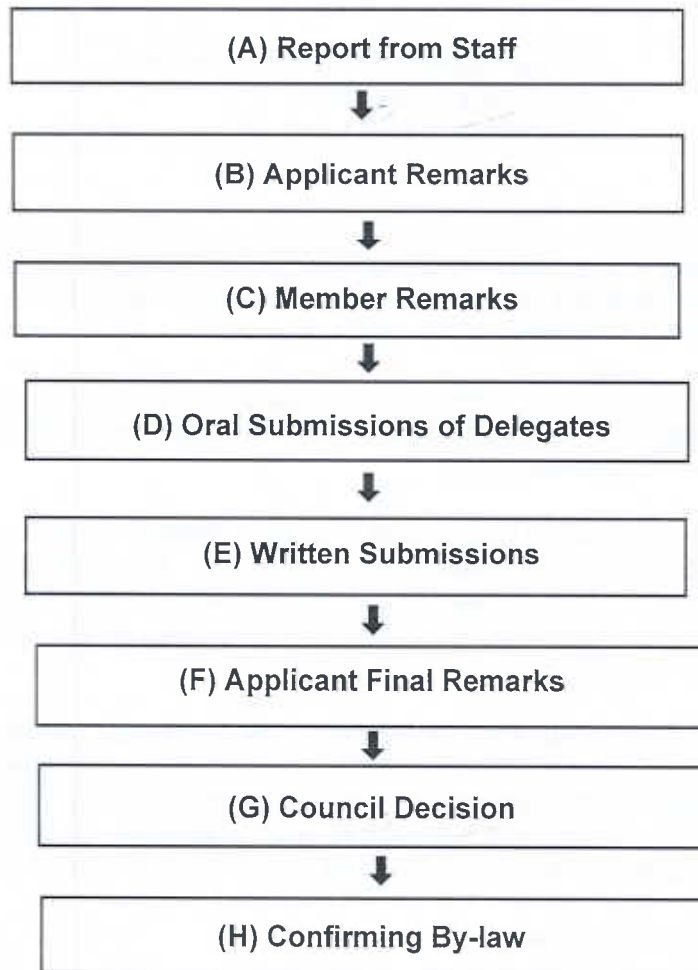 (A) Report from Staff
(B) Applicant Remarks
(C) Member Remarks
(D) Oral Submissions of Delegates
(E) Written Submissions
(F) Applicant Final Remarks
(G) Council Decision
(H) Confirming By-law